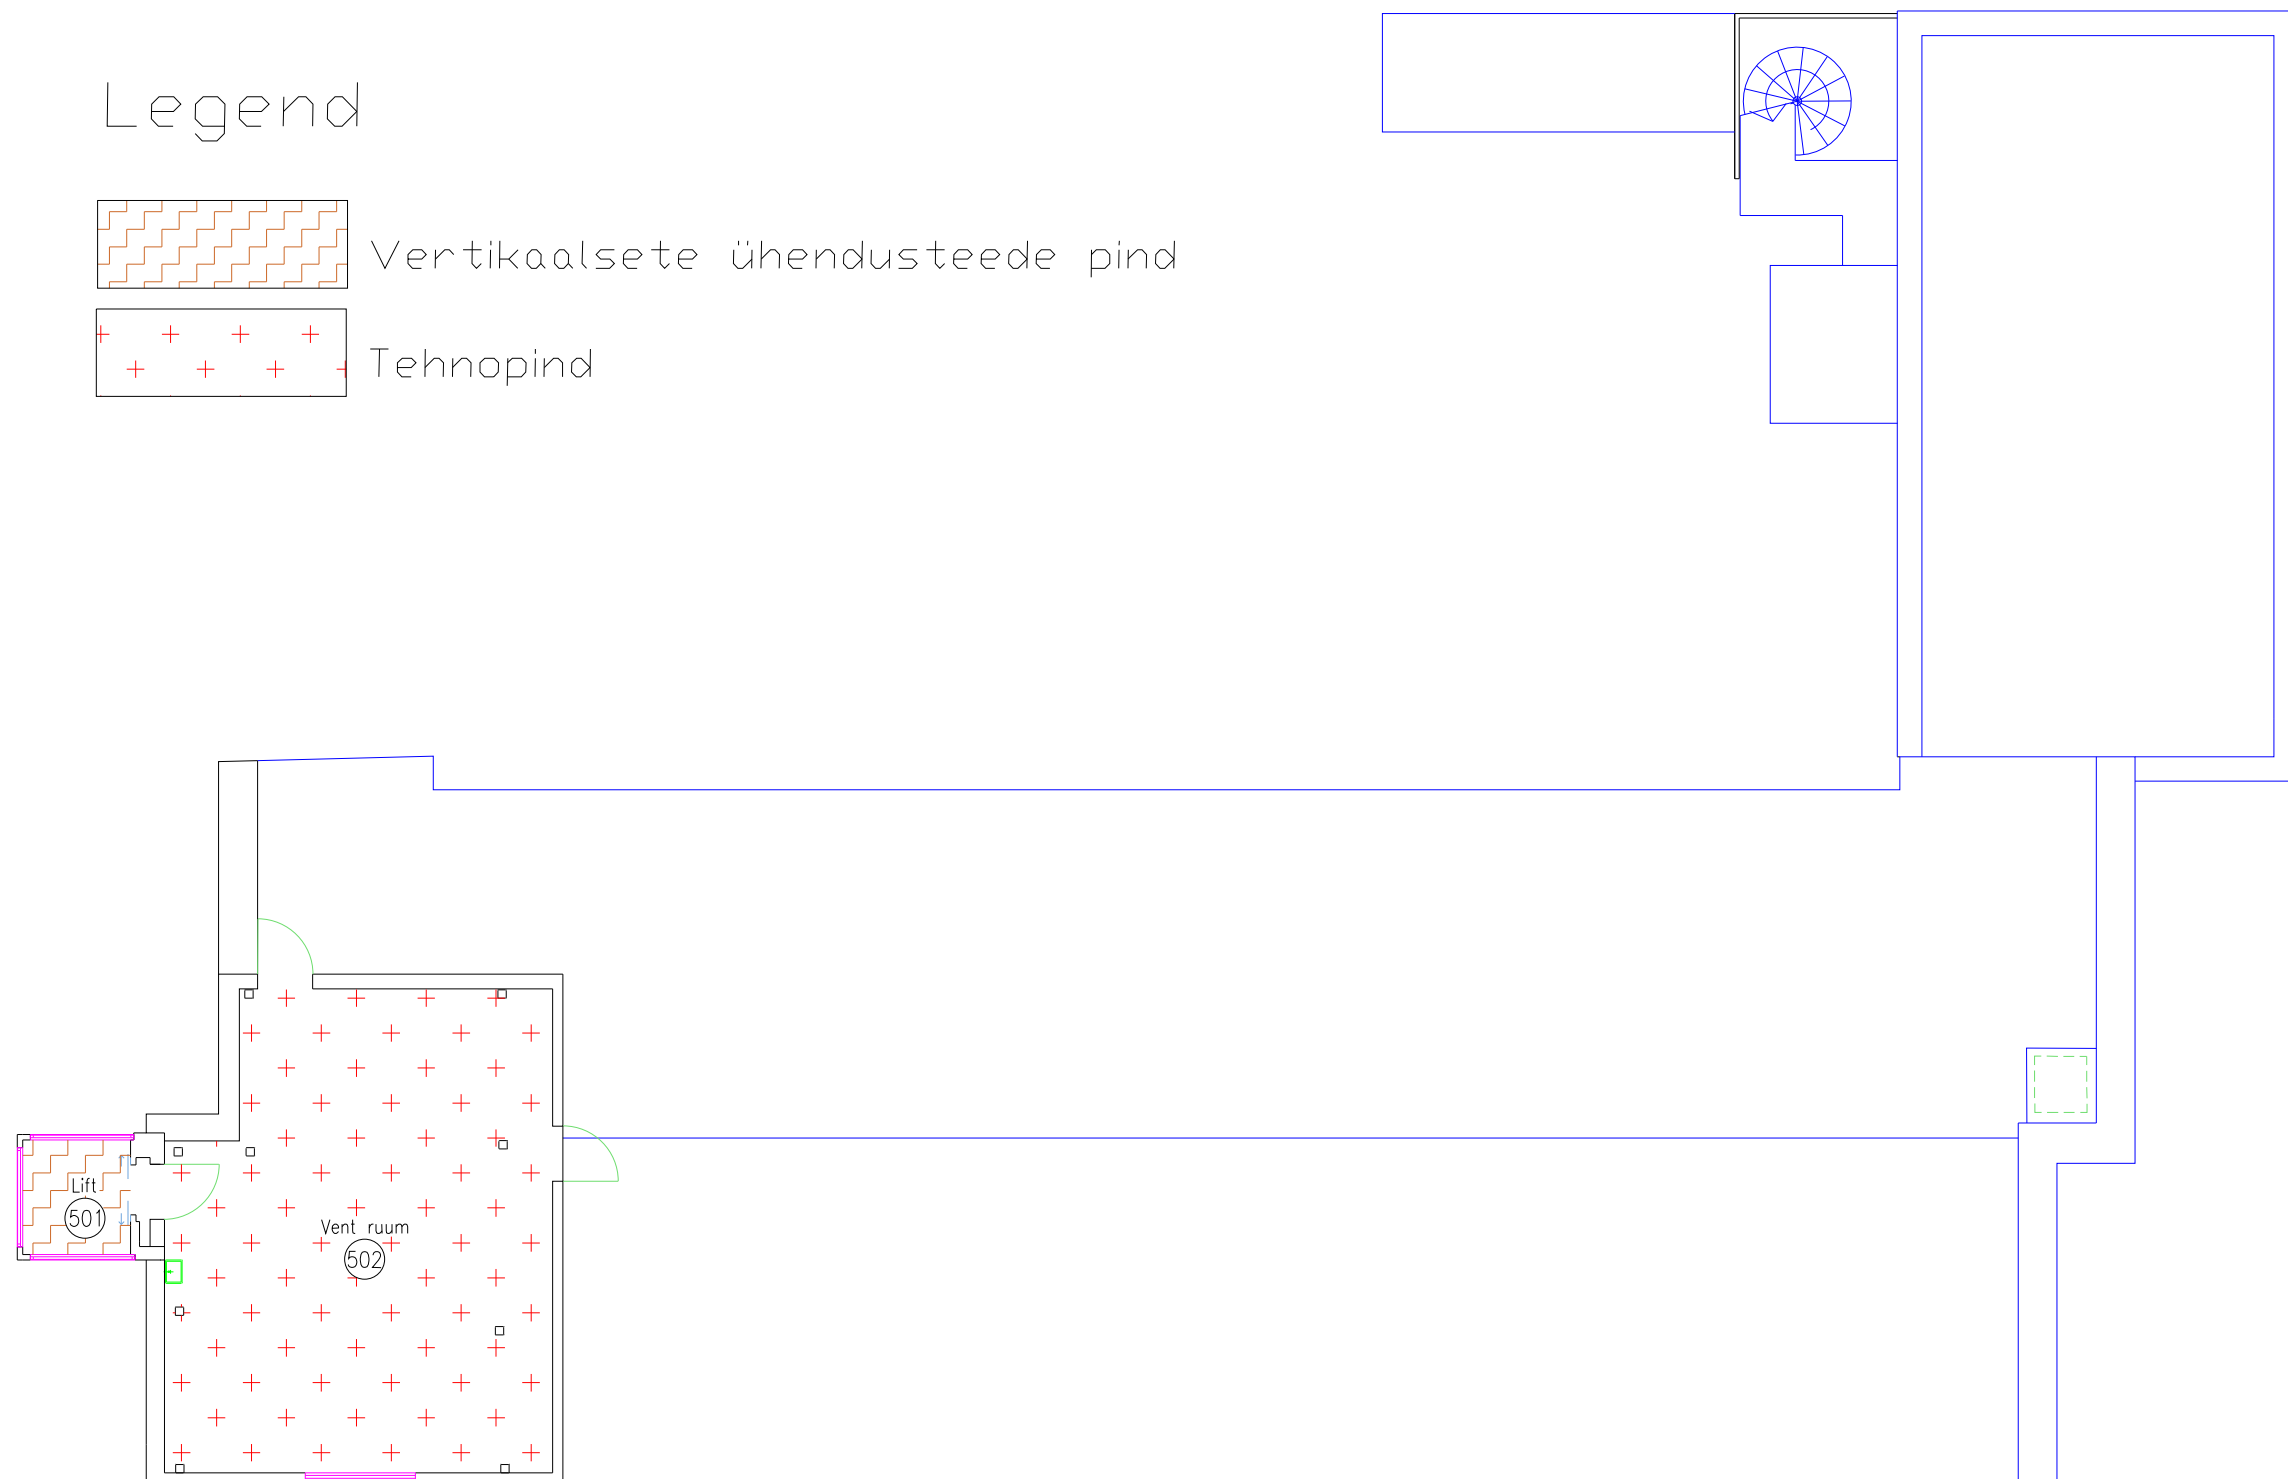 Legend
Vertikaalsete ühendusteede pind
Tehnopind
Lift
501
Vent ruum
502